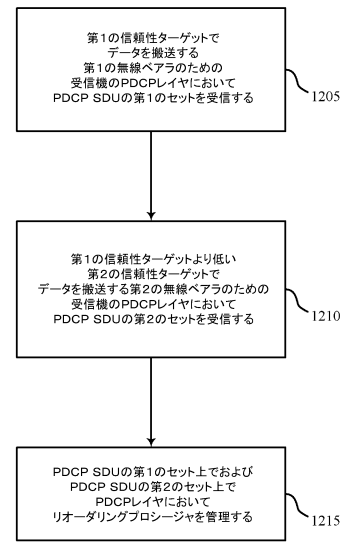 第1の信頼性ターゲットで
データを搬送する
第1の無線ベアラのための
受信機のPDCPレイヤにおいて
PDCP SDUの第1のセットを受信する
1205
第1の信頼性ターゲットより低い
第2の信頼性ターゲットで
データを搬送する第2の無線ベアラのための
受信機のPDCPレイヤにおいて
PDCP SDUの第2のセットを受信する
1210
PDCP SDUの第1のセット上でおよび
PDCP SDUの第2のセット上で
PDCPレイヤにおいて
リオーダリングプロシージャを管理する
1215